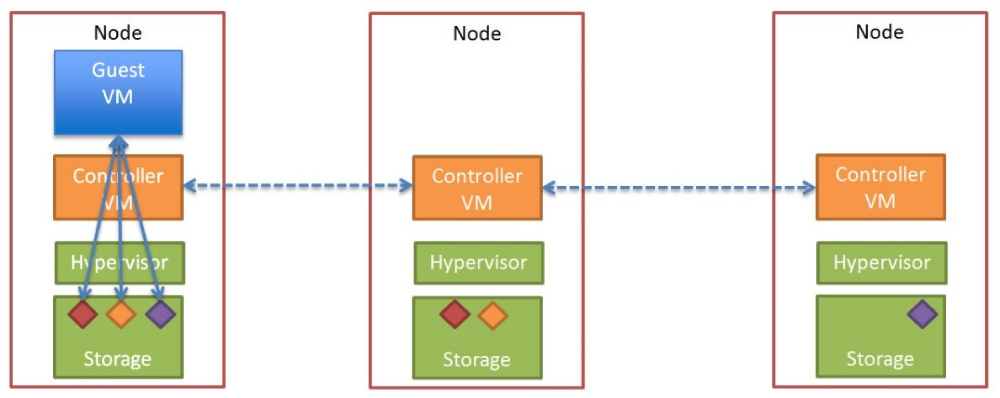 Node
Guest
VM
Controller
VM
Hypervisor
Storage
Node
Controller
VM
Hypervisor
Storage
Node
Controller
VM
Hypervisor
Storage